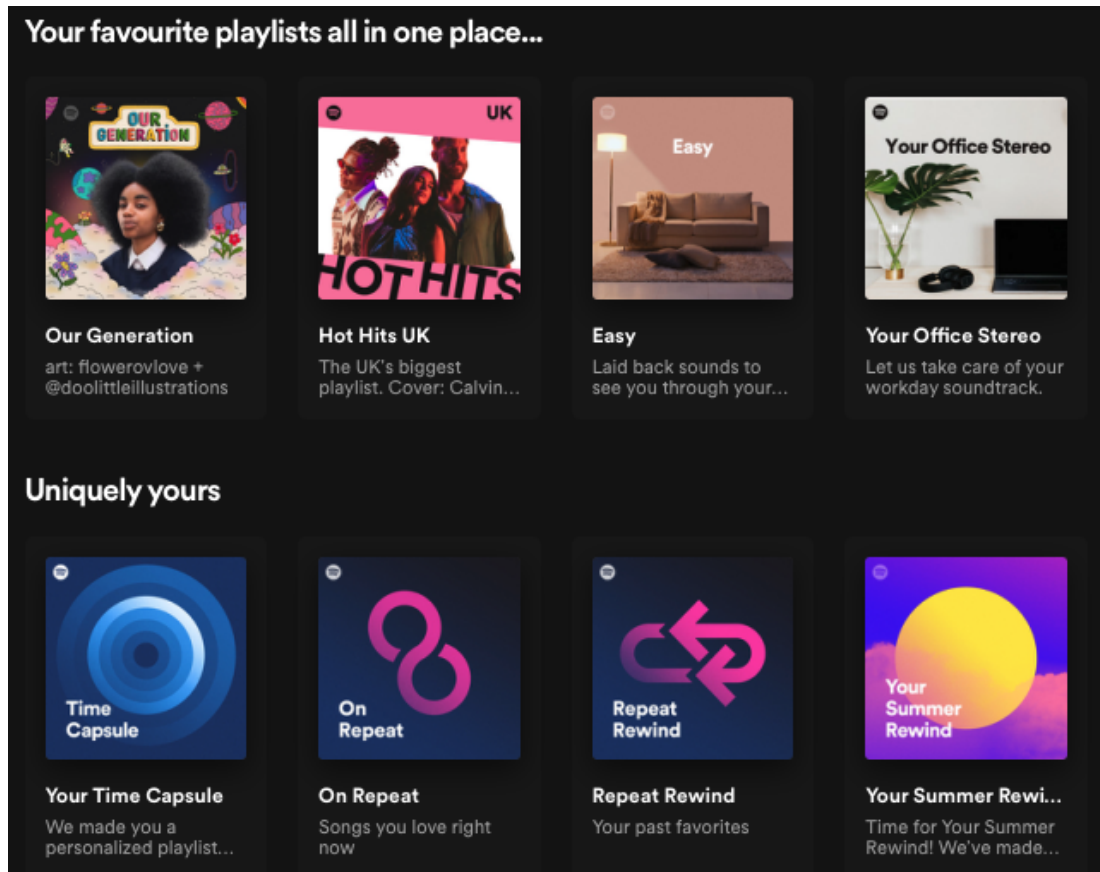 Your favourite playlists all in one place...
OUR
GENERATION
UK
HOT HITS
Easy
Your Office Stereo
Our Generation
art: flowerovlove +
@doolittleillustrations
Hot Hits UK
The UK's biggest
playlist. Cover: Calvin...
Easy
Laid back sounds to
see you through your...
Your Office Stereo
Let us take care of your
workday soundtrack.
Uniquely yours
Time
Capsule
On
Repeat
Repeat
Rewind
Your
Summer
Rewind
Your Time Capsule
We made you a
personalized playlist...
On Repeat
Songs you love right
now
Repeat Rewind
Your past favorites
Your Summer Rewi...
Time for Your Summer
Rewind! We've made...